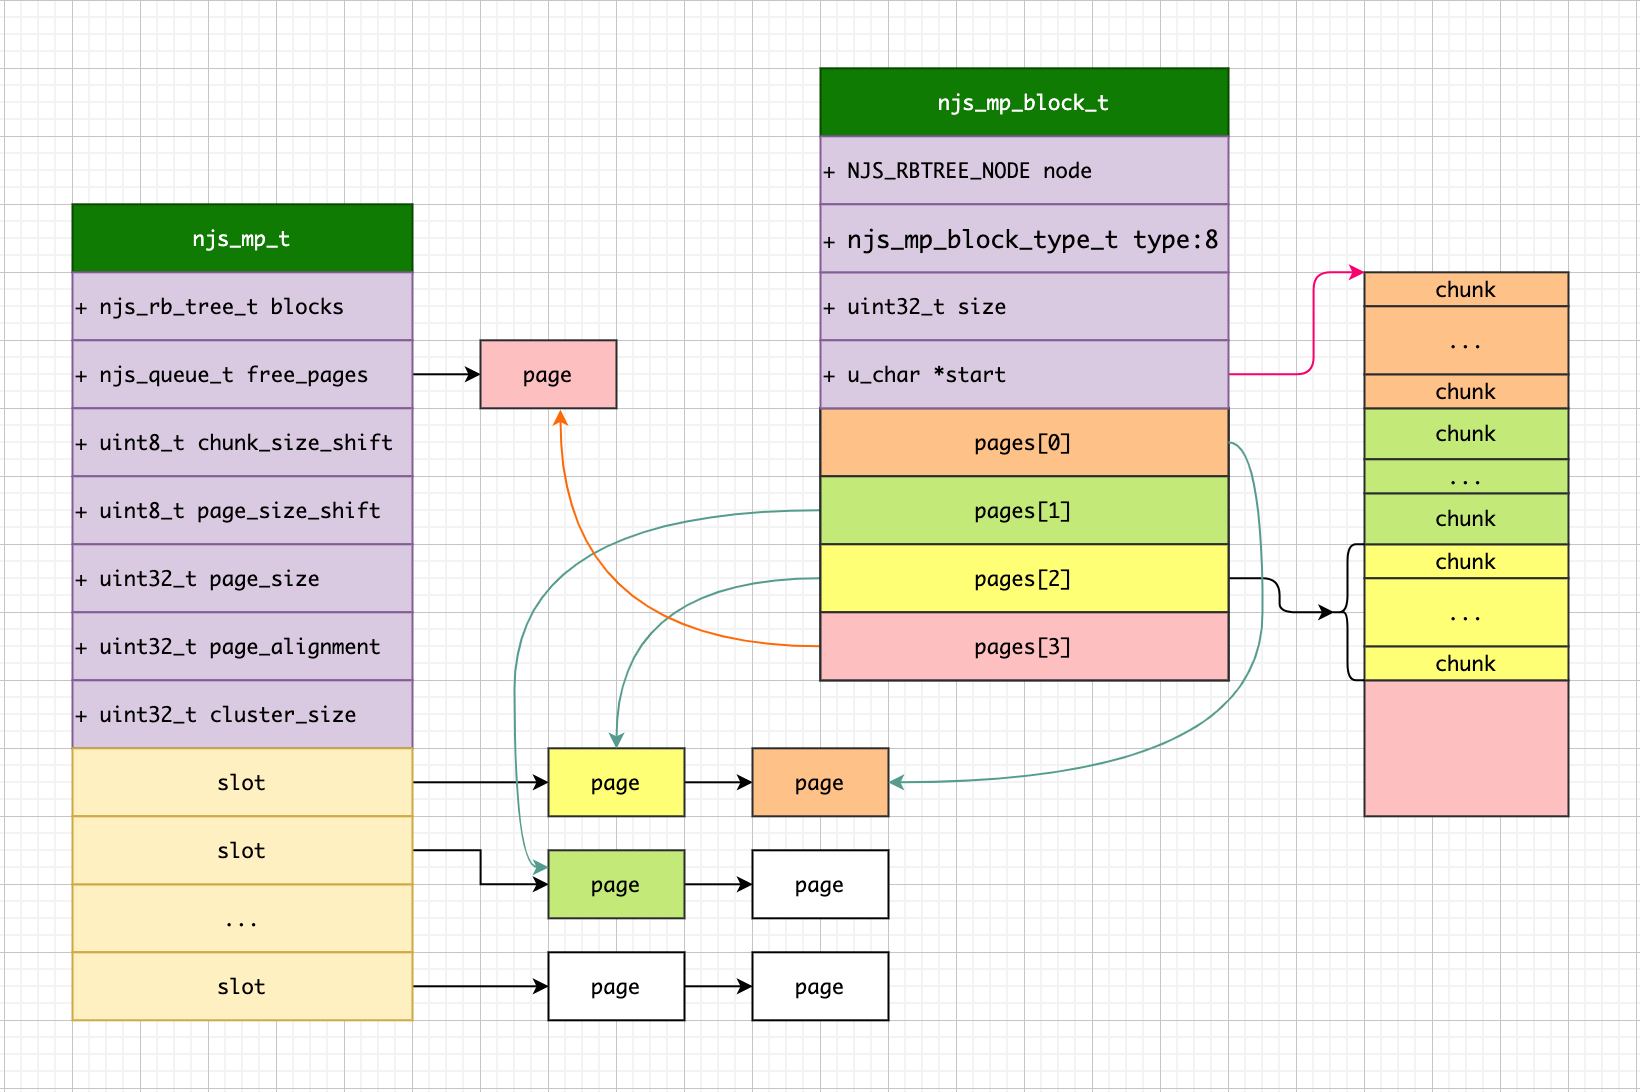 njs_mp_t
+ njs_rb_tree_t blocks
+ njs_queue_t free_pages
+ uint8_t chunk_size_shift
+ uint8_t page_size_shift
+ uint32_t page_size
+ uint32_t page_alignment
+ uint32_t cluster_size
slot
slot
...
slot
page
page
page
page
page
page
page
njs_mp_block_t
+ NJS_RBTREE_NODE node
+ njs_mp_block_type_t type:8
+ uint32_t size
+ u_char *start
pages[0]
pages[1]
pages[2]
pages[3]
chunk
...
chunk
chunk
...
chunk
chunk
...
chunk